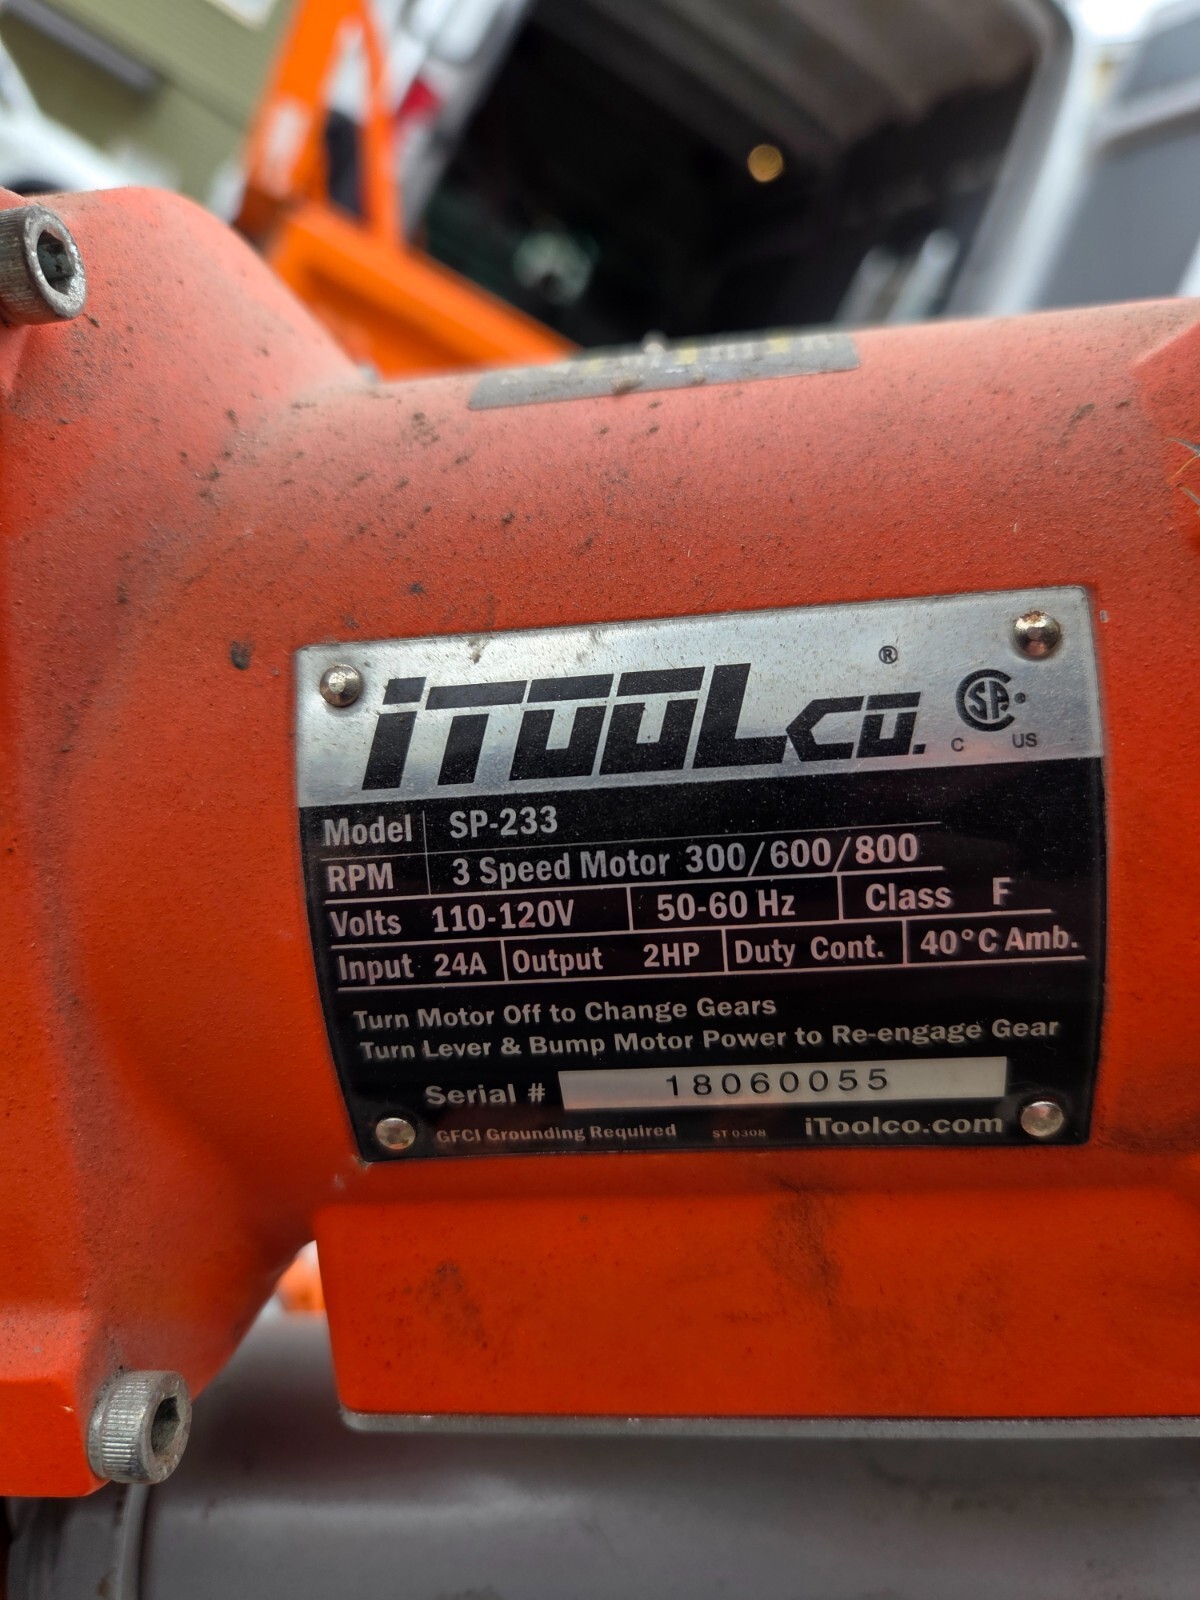 iTOOLco.®
SP®
C US
Model SP-233
RPM 3 Speed Motor 300/600/800
Volts 110-120V 50-60 Hz Class F
Input 24A Output 2HP Duty Cont. 40°C Amb.
Turn Motor Off to Change Gears
Turn Lever & Bump Motor Power to Re-engage Gear
Serial # 18060055
GFCI Grounding Required ST 0308 iToolco.com